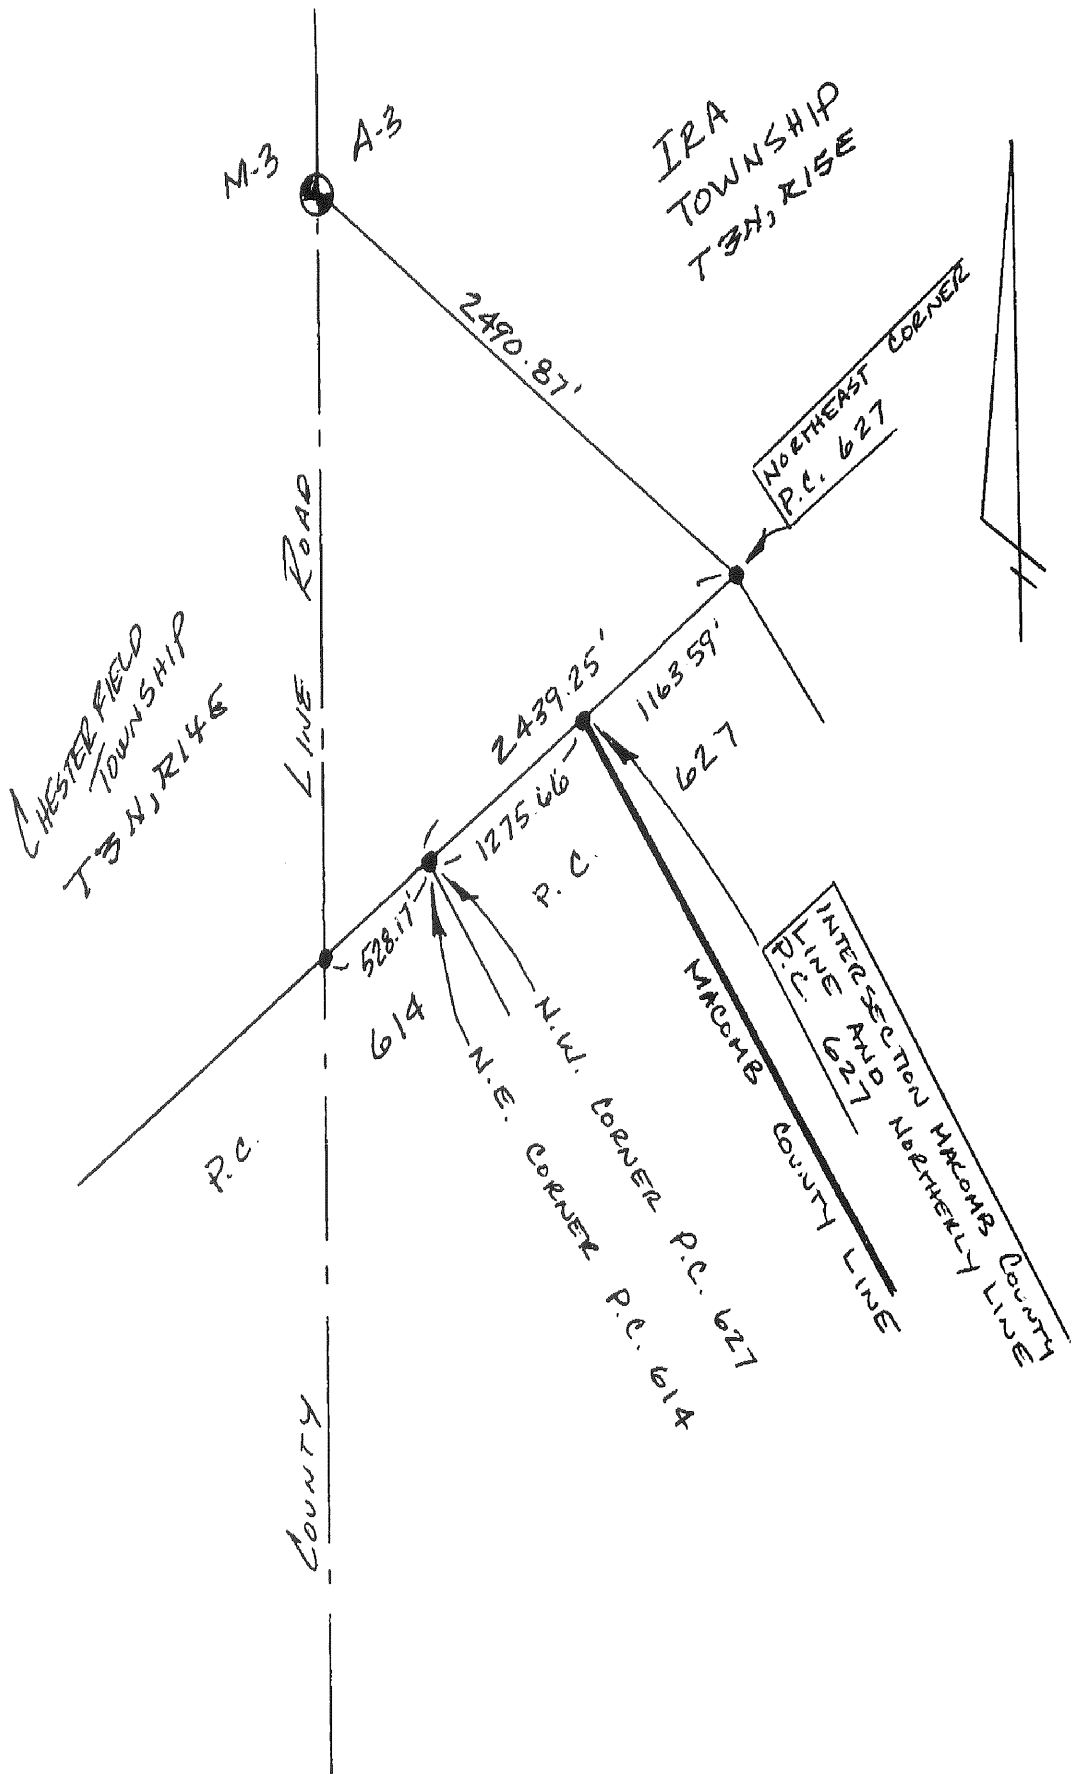 M-3
A-3
IRA
TOWNSHIP
T3N, R15E
2490.87'
NORTHEAST CORNER
P.C. 627
LINE ROAD
CHESTERFIELD
TOWNSHIP
T3N, R14E
2439.25'
1163.59'
1275.66'
627
P.C.
528.17'
614
P.C.
MACOMB COUNTY LINE
INTERSECTION MACOMB COUNTY
LINE AND NORTHERLY LINE
P.C. 627
N.W. CORNER P.C. 627
N.E. CORNER P.C. 614
COUNTY